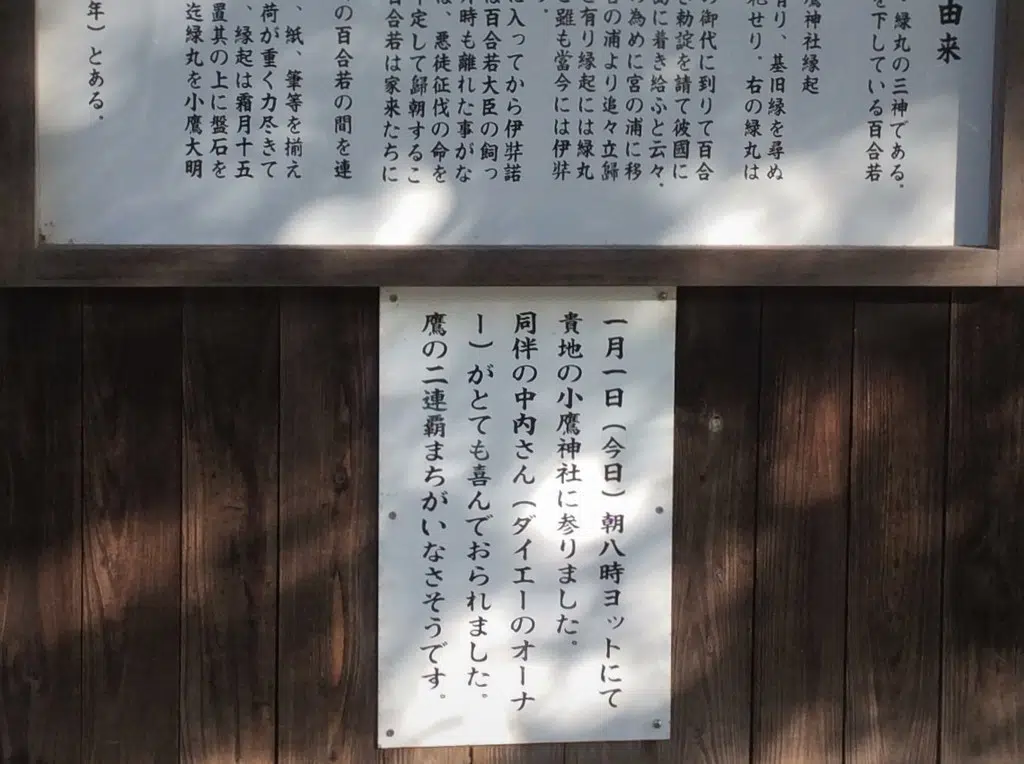 由来
緑丸の三神である。
を下している百合若
鷹神社縁起
有り、基旧縁を尋ぬ
せり。右の緑丸は
の御代に到りて百合
勅諚を請て彼國に
に着き給ふと云々.
の為めに宮の浦に移
の浦より追々立歸
有り縁起には緑丸
と雖も當今には伊弉
に入ってから伊弉諾
は百合若大臣の飼っ
時も離れた事がな
は、悪徒征伐の命を
平定して歸朝するこ
百合若は家来たちに
の百合若の間を連
、紙、筆等を揃え
荷が重く力尽きて
、縁起は霜月十五
置其の上に盤石を
迄緑丸を小鷹大明
年）とある.
一月一日（今日）朝八時ヨットにて
貴地の小鷹神社に参りました。
同伴の中内さん（ダイエーのオーナ
ー）がとても喜んでおられました。
鷹の二連覇まちがいなさそうです。